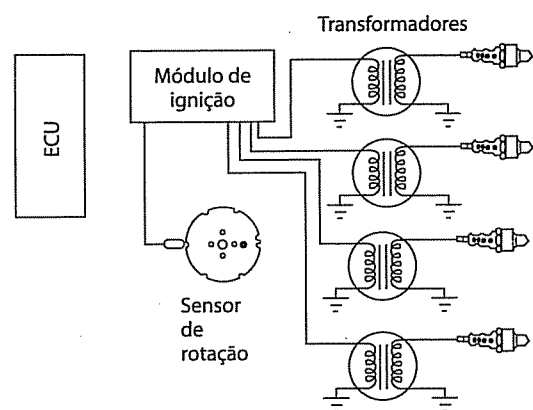 Transformadores
Módulo de
ignição
ECU
Sensor
de
rotação